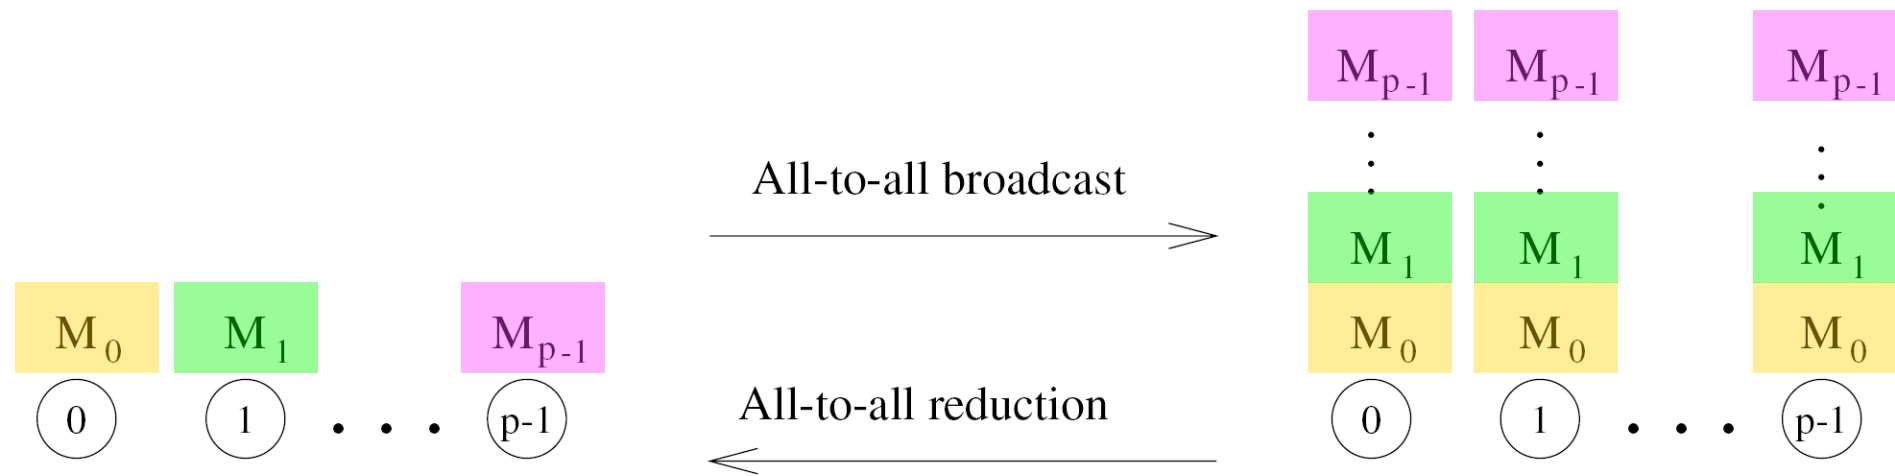 M₀ M₁ Mₚ₋₁
0 1 . . . p-1
All-to-all broadcast
All-to-all reduction
Mₚ₋₁ Mₚ₋₁ Mₚ₋₁
M₁ M₁ M₁
M₀ M₀ M₀
0 1 . . . p-1